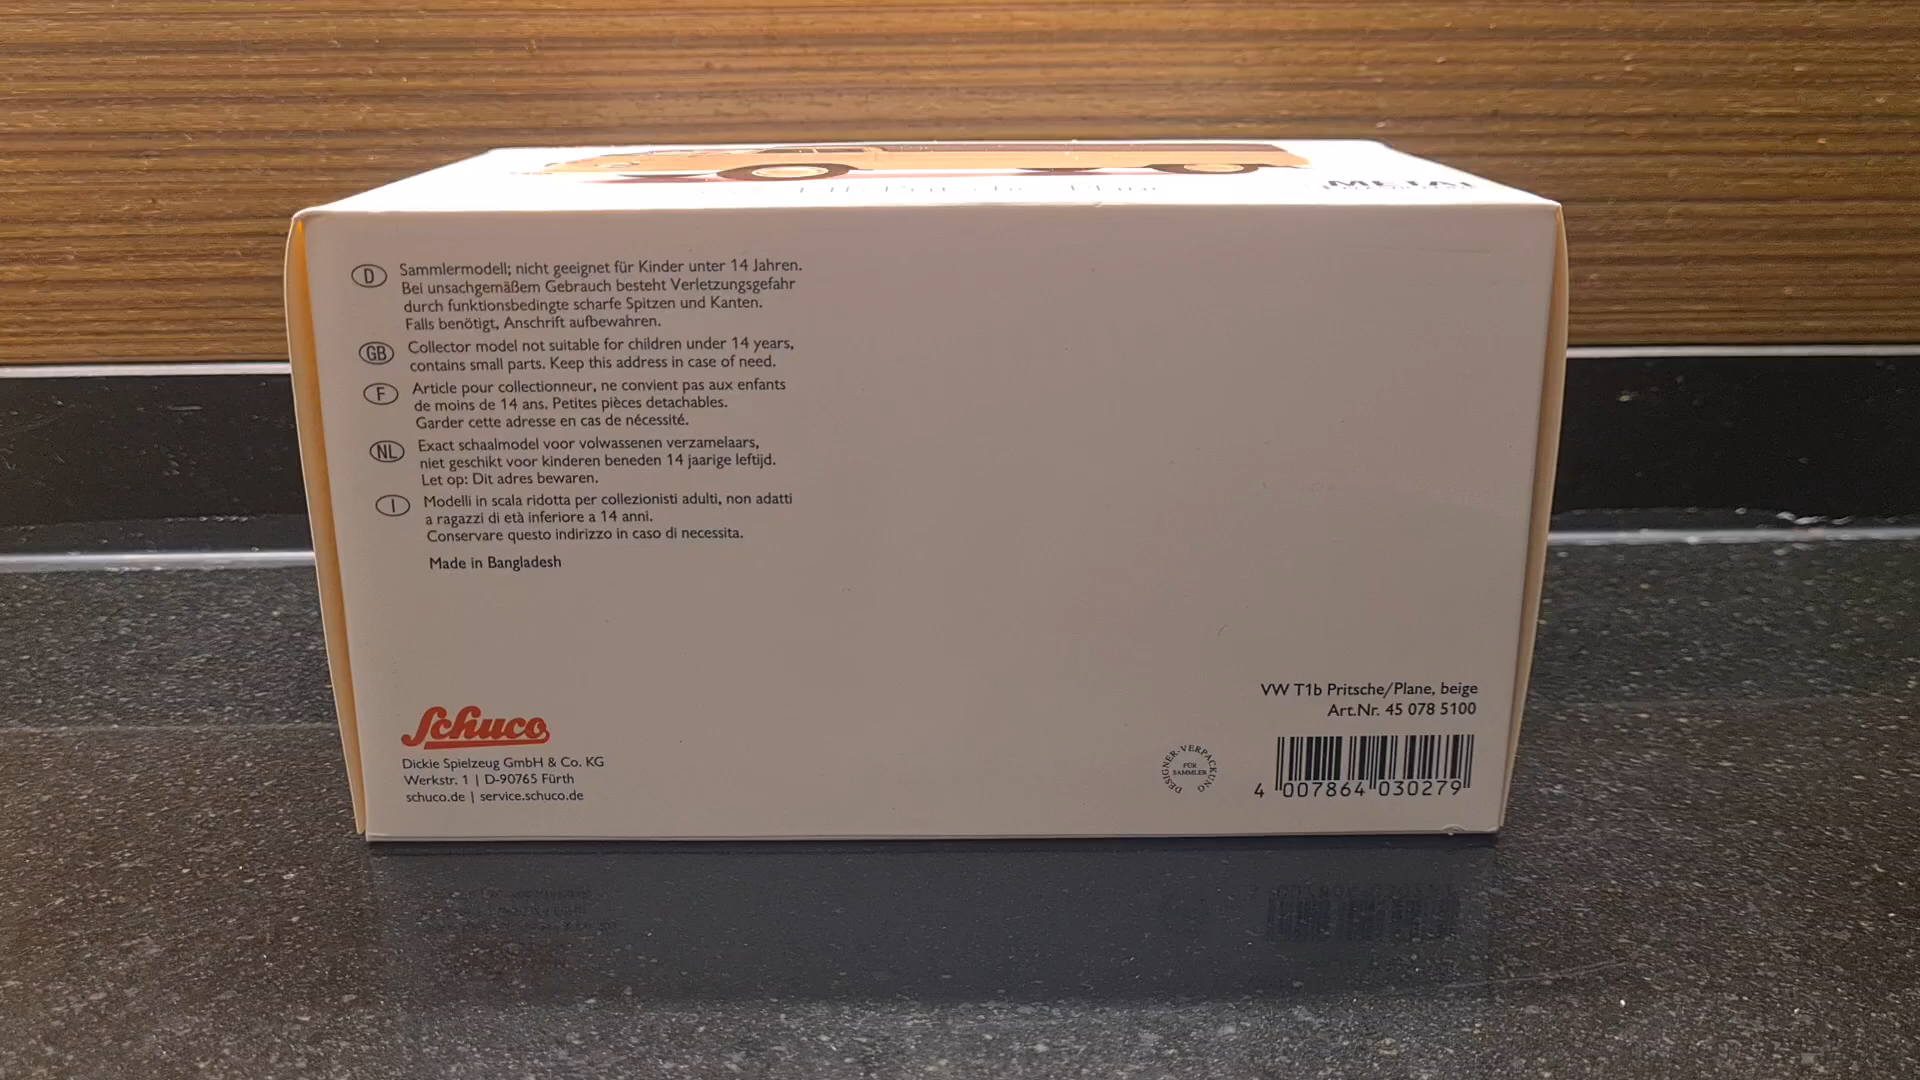 METAL
D
Sammlermodell; nicht geeignet für Kinder unter 14 Jahren.
Bei unsachgemäßem Gebrauch besteht Verletzungsgefahr
durch funktionsbedingte scharfe Spitzen und Kanten.
Falls benötigt, Anschrift aufbewahren.
GB
Collector model not suitable for children under 14 years,
contains small parts. Keep this address in case of need.
F
Article pour collectionneur, ne convient pas aux enfants
de moins de 14 ans. Petites pièces detachables.
Garder cette adresse en cas de nécessité.
NL
Exact schaalmodel voor volwassenen verzamelaars,
niet geschikt voor kinderen beneden 14 jaarige leftijd.
Let op: Dit adres bewaren.
I
Modelli in scala ridotta per collezionisti adulti, non adatti
a ragazzi di età inferiore a 14 anni.
Conservare questo indirizzo in caso di necessita.
Made in Bangladesh
Schuco
Dickie Spielzeug GmbH & Co. KG
Werkstr. 1 | D-90765 Fürth
schuco.de | service.schuco.de
DESIGNER-VERPACKUNG
FÜR
SAMMLER
VW T1b Pritsche/Plane, beige
Art.Nr. 45 078 5100
4 007864 030279